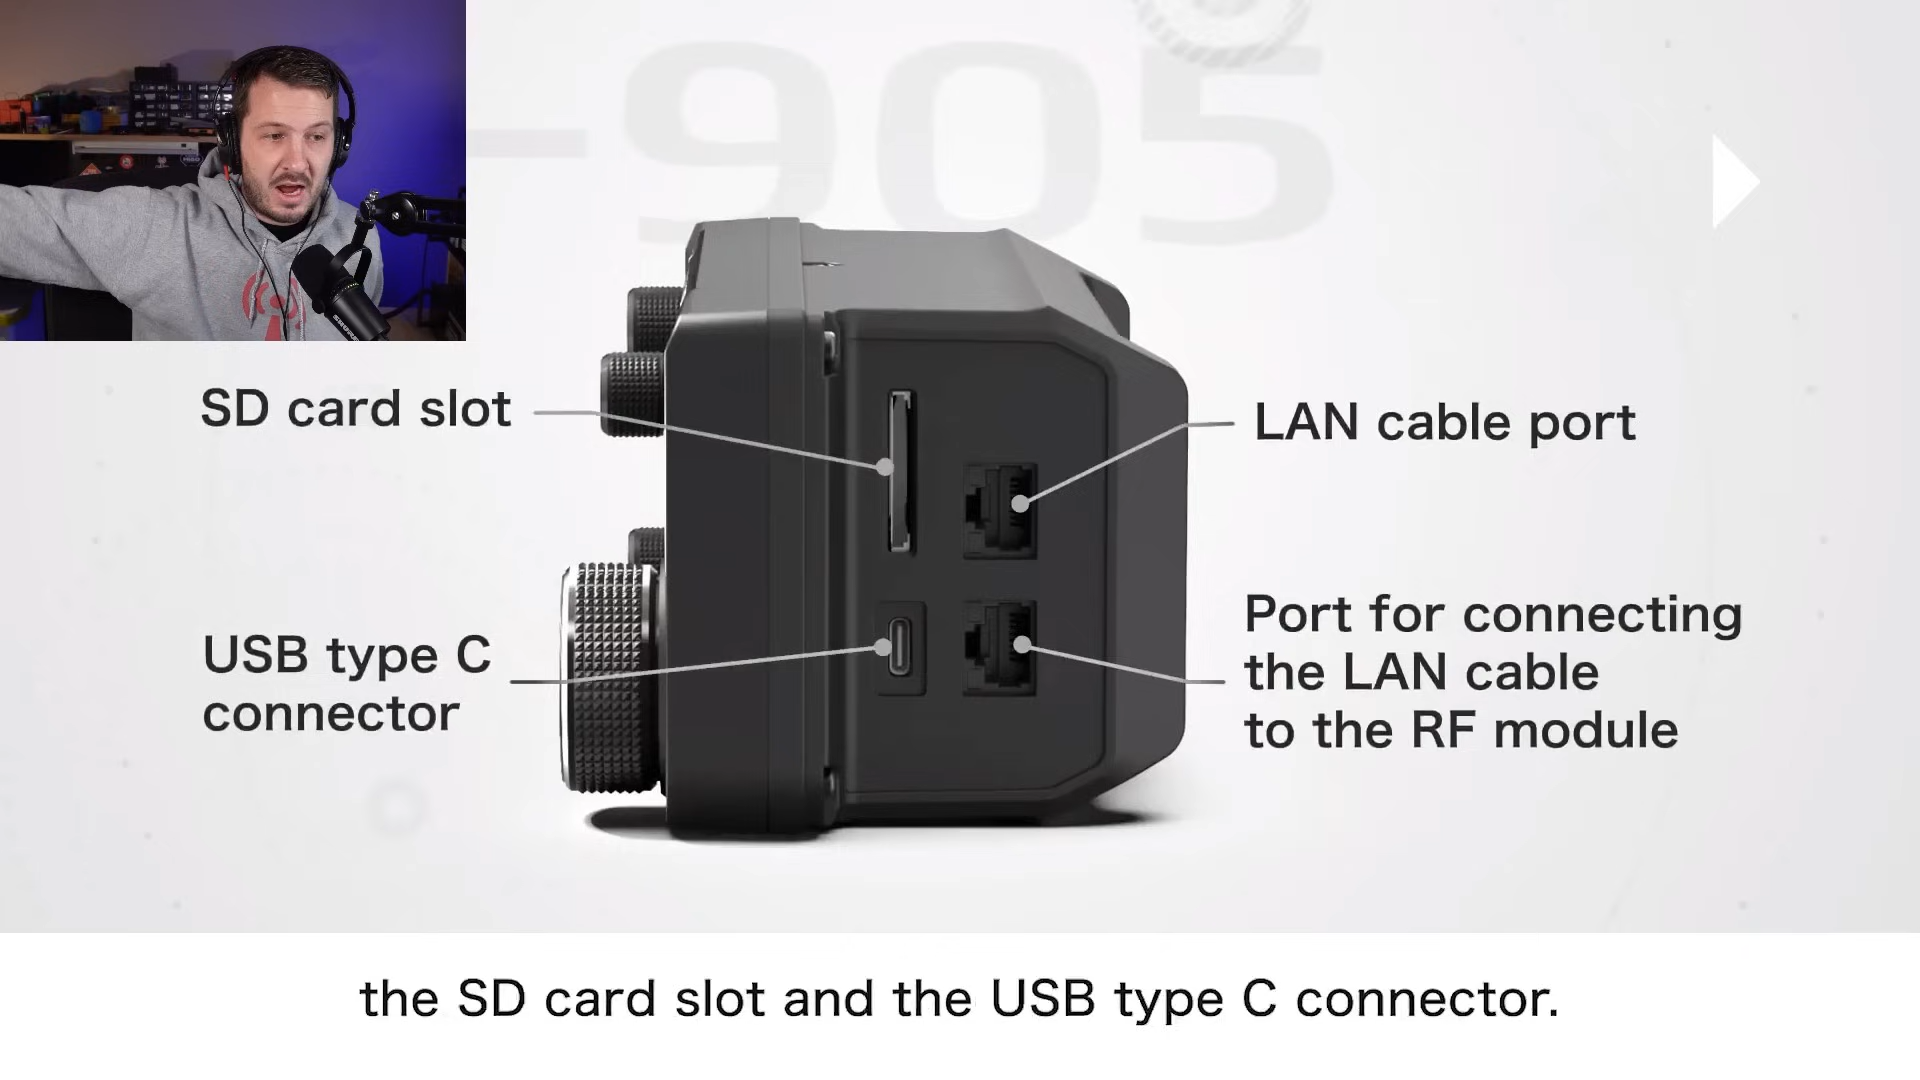 -905
SD card slot
LAN cable port
USB type C
connector
Port for connecting
the LAN cable
to the RF module
the SD card slot and the USB type C connector.